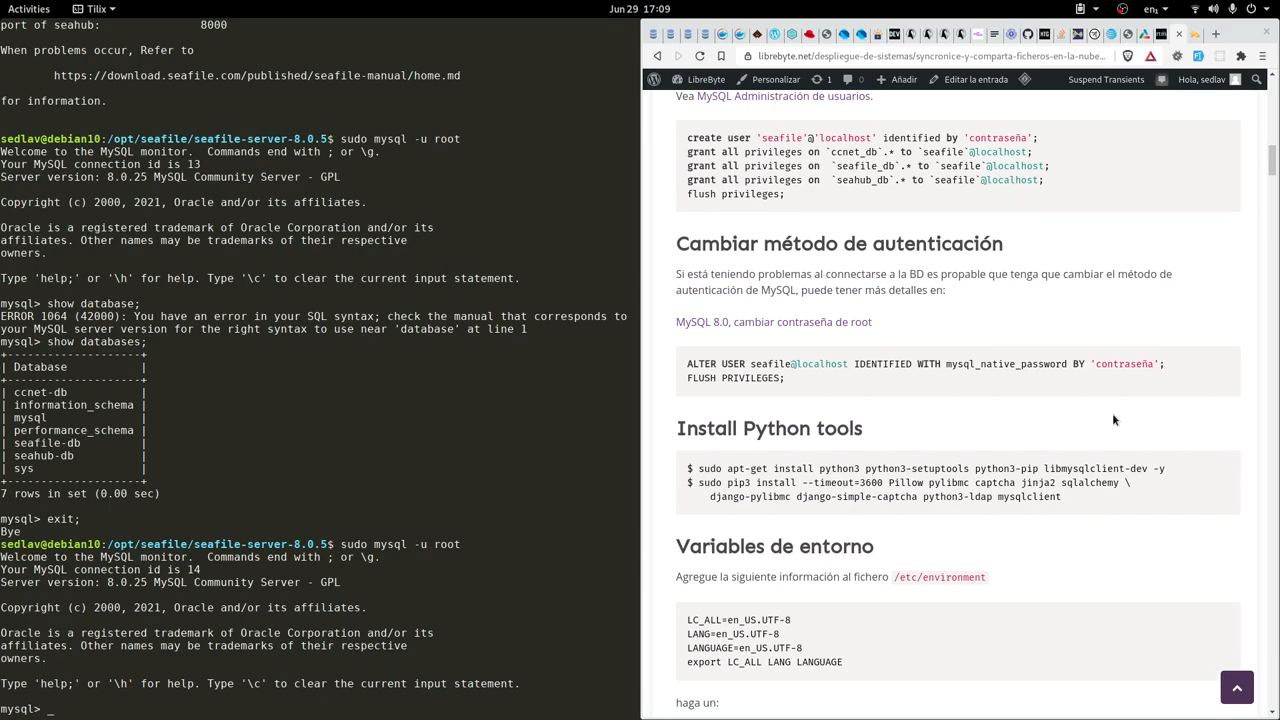 Activities
Tilix
Jun 29 17:09
en₁
port of seahub:             8000
When problems occur, Refer to
https://download.seafile.com/published/seafile-manual/home.md
for information.
sedlav@debian10:/opt/seafile/seafile-server-8.0.5$ sudo mysql -u root
Welcome to the MySQL monitor.  Commands end with ; or \g.
Your MySQL connection id is 13
Server version: 8.0.25 MySQL Community Server - GPL
Copyright (c) 2000, 2021, Oracle and/or its affiliates.
Oracle is a registered trademark of Oracle Corporation and/or its
affiliates. Other names may be trademarks of their respective
owners.
Type 'help;' or '\h' for help. Type '\c' to clear the current input statement.
mysql> show database;
ERROR 1064 (42000): You have an error in your SQL syntax; check the manual that corresponds to
your MySQL server version for the right syntax to use near 'database' at line 1
mysql> show databases;
+--------------------+
| Database           |
+--------------------+
| ccnet-db           |
| information_schema |
| mysql              |
| performance_schema |
| seafile-db         |
| seahub-db          |
| sys                |
+--------------------+
7 rows in set (0.00 sec)
mysql> exit;
Bye
sedlav@debian10:/opt/seafile/seafile-server-8.0.5$ sudo mysql -u root
Welcome to the MySQL monitor.  Commands end with ; or \g.
Your MySQL connection id is 14
Server version: 8.0.25 MySQL Community Server - GPL
Copyright (c) 2000, 2021, Oracle and/or its affiliates.
Oracle is a registered trademark of Oracle Corporation and/or its
affiliates. Other names may be trademarks of their respective
owners.
Type 'help;' or '\h' for help. Type '\c' to clear the current input statement.
mysql> _
librebyte.net/despliegue-de-sistemas/syncronice-y-comparta-ficheros-en-la-nube...
LibreByte
Personalizar
1
0
Añadir
Editar la entrada
Suspend Transients
Hola, sedlav
Vea MySQL Administración de usuarios.
create user 'seafile'@'localhost' identified by 'contraseña';
grant all privileges on `ccnet_db`.* to `seafile`@localhost;
grant all privileges on  `seafile_db`.* to `seafile`@localhost;
grant all privileges on  `seahub_db`.* to `seafile`@localhost;
flush privileges;
Cambiar método de autenticación
Si está teniendo problemas al connectarse a la BD es propable que tenga que cambiar el método de
autenticación de MySQL, puede tener más detalles en:
MySQL 8.0, cambiar contraseña de root
ALTER USER seafile@localhost IDENTIFIED WITH mysql_native_password BY 'contraseña';
FLUSH PRIVILEGES;
Install Python tools
$ sudo apt-get install python3 python3-setuptools python3-pip libmysqlclient-dev -y
$ sudo pip3 install --timeout=3600 Pillow pylibmc captcha jinja2 sqlalchemy \
django-pylibmc django-simple-captcha python3-ldap mysqlclient
Variables de entorno
Agregue la siguiente información al fichero /etc/environment
LC_ALL=en_US.UTF-8
LANG=en_US.UTF-8
LANGUAGE=en_US.UTF-8
export LC_ALL LANG LANGUAGE
haga un: